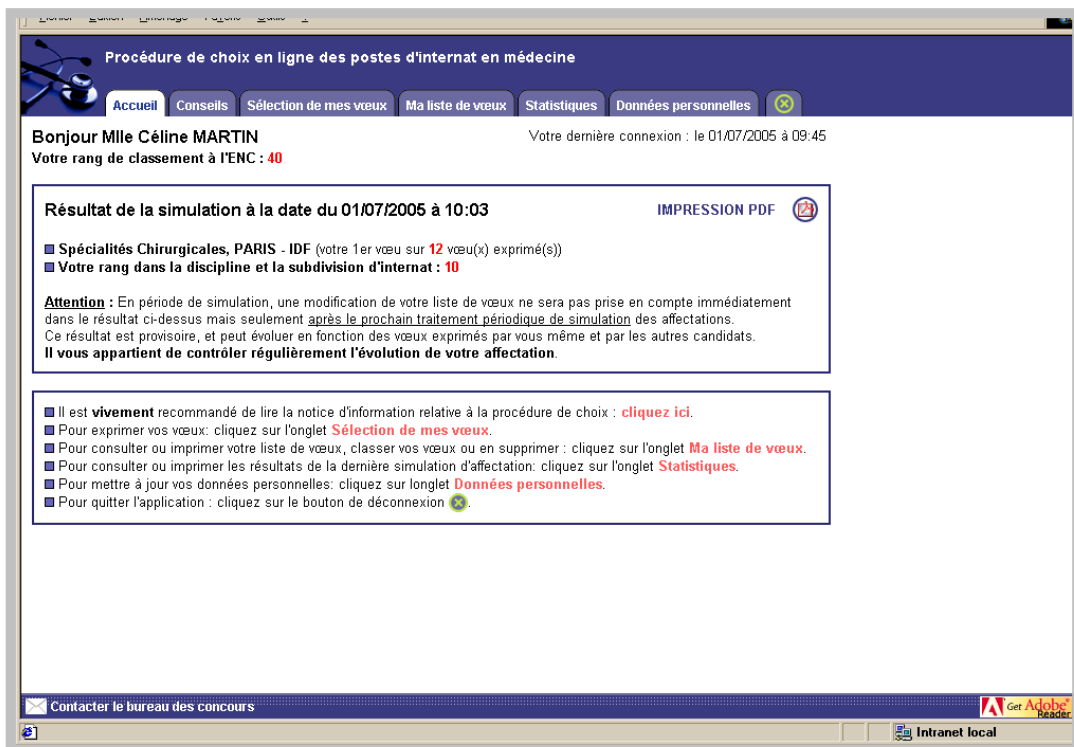 Procédure de choix en ligne des postes d'internat en médecine
Accueil Conseils Sélection de mes vœux Ma liste de vœux Statistiques Données personnelles
Bonjour Mlle Céline MARTIN
Votre dernière connexion : le 01/07/2005 à 09:45
Votre rang de classement à l'ENC : 40
Résultat de la simulation à la date du 01/07/2005 à 10:03
IMPRESSION PDF
Spécialités Chirurgicales, PARIS - IDF (votre 1er vœu sur 12 vœu(x) exprimé(s))
Votre rang dans la discipline et la subdivision d'internat : 10
Attention : En période de simulation, une modification de votre liste de vœux ne sera pas prise en compte immédiatement
dans le résultat ci-dessus mais seulement après le prochain traitement périodique de simulation des affectations.
Ce résultat est provisoire, et peut évoluer en fonction des vœux exprimés par vous même et par les autres candidats.
Il vous appartient de contrôler régulièrement l'évolution de votre affectation.
Il est vivement recommandé de lire la notice d'information relative à la procédure de choix : cliquez ici.
Pour exprimer vos vœux: cliquez sur l'onglet Sélection de mes vœux.
Pour consulter ou imprimer votre liste de vœux, classer vos vœux ou en supprimer : cliquez sur l'onglet Ma liste de vœux.
Pour consulter ou imprimer les résultats de la dernière simulation d'affectation: cliquez sur l'onglet Statistiques.
Pour mettre à jour vos données personnelles: cliquez sur longlet Données personnelles.
Pour quitter l'application : cliquez sur le bouton de déconnexion .
Contacter le bureau des concours
Get Adobe Reader
Intranet local